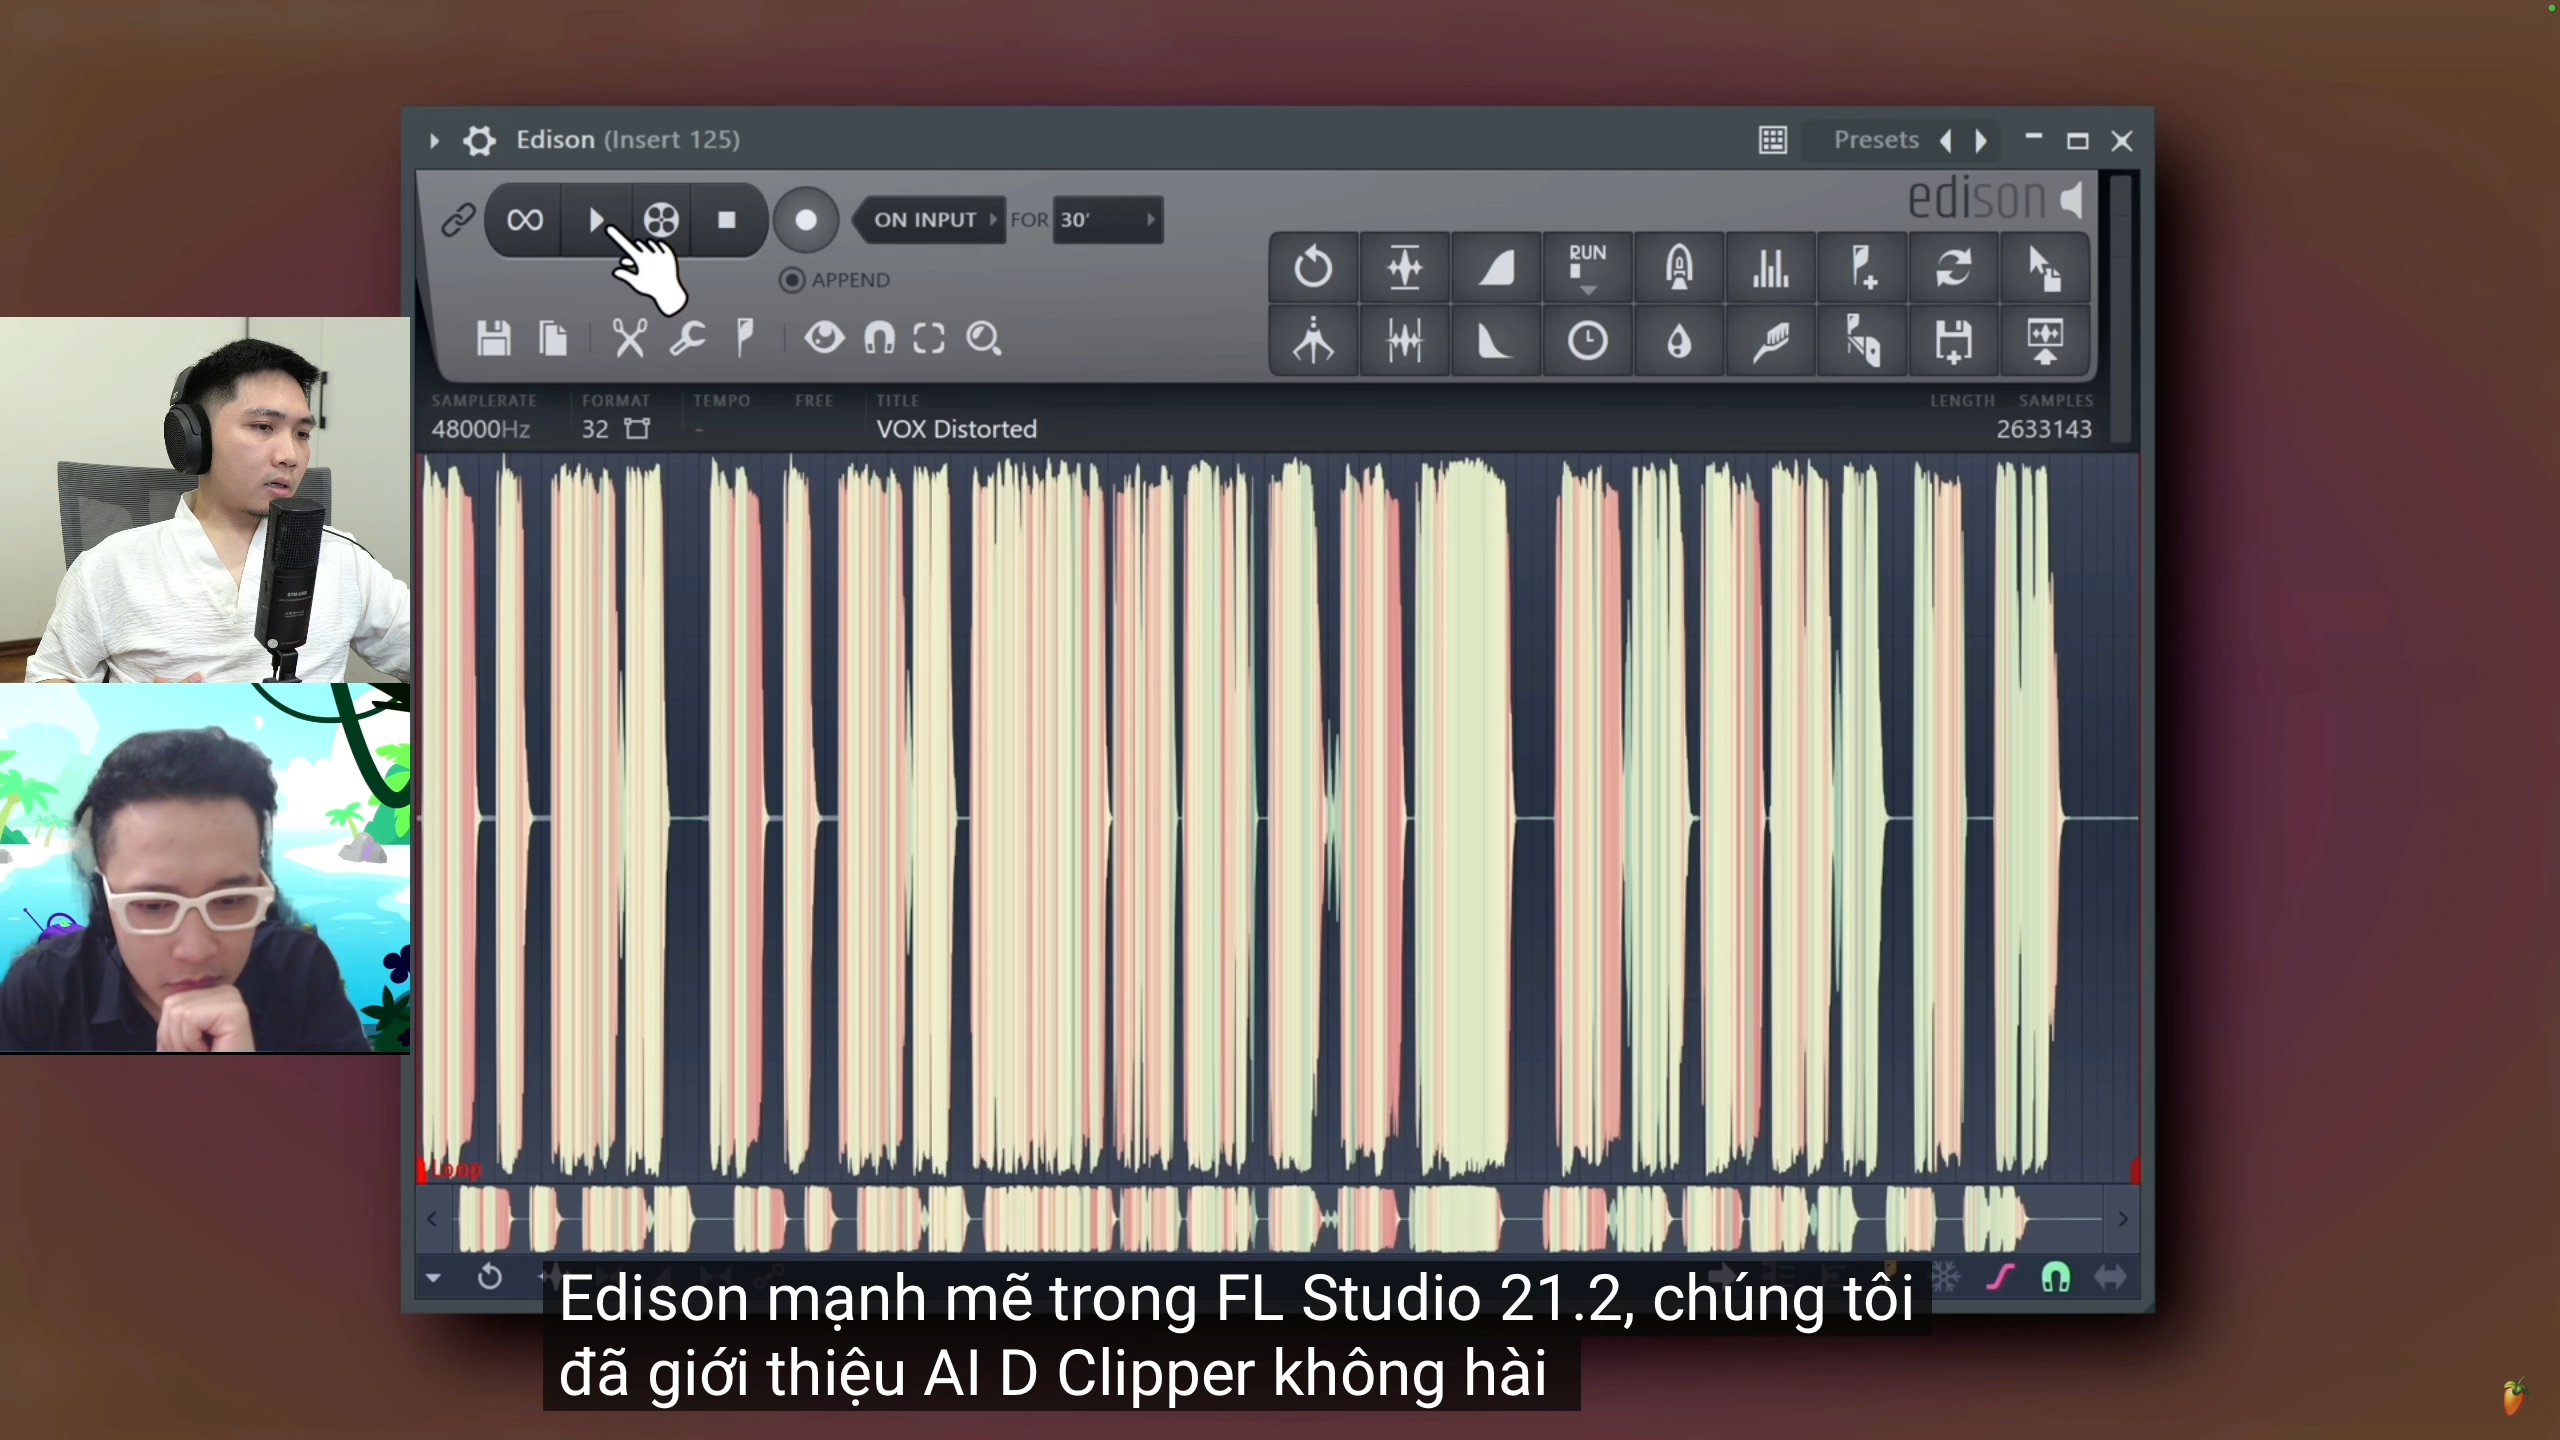 Edison (Insert 125)
Presets
edison
ON INPUT FOR 30'
APPEND
RUN
SAMPLERATE FORMAT TEMPO FREE TITLE LENGTH SAMPLES
48000Hz 32 - VOX Distorted 2633143
Loop
Edison mạnh mẽ trong FL Studio 21.2, chúng tôi
đã giới thiệu AI D Clipper không hài